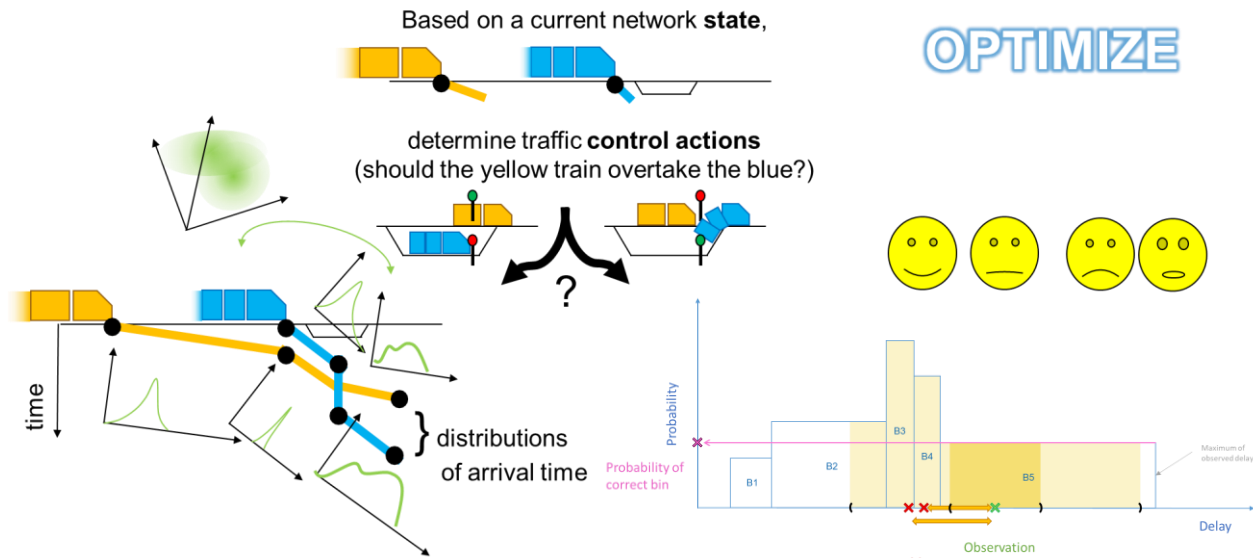 Based on a current network state,
OPTIMIZE
determine traffic control actions
(should the yellow train overtake the blue?)
?
time
} distributions
of arrival time
Probability
Probability of
correct bin
B1
B2
B3
B4
B5
Maximum of
observed delay
Delay
Observation